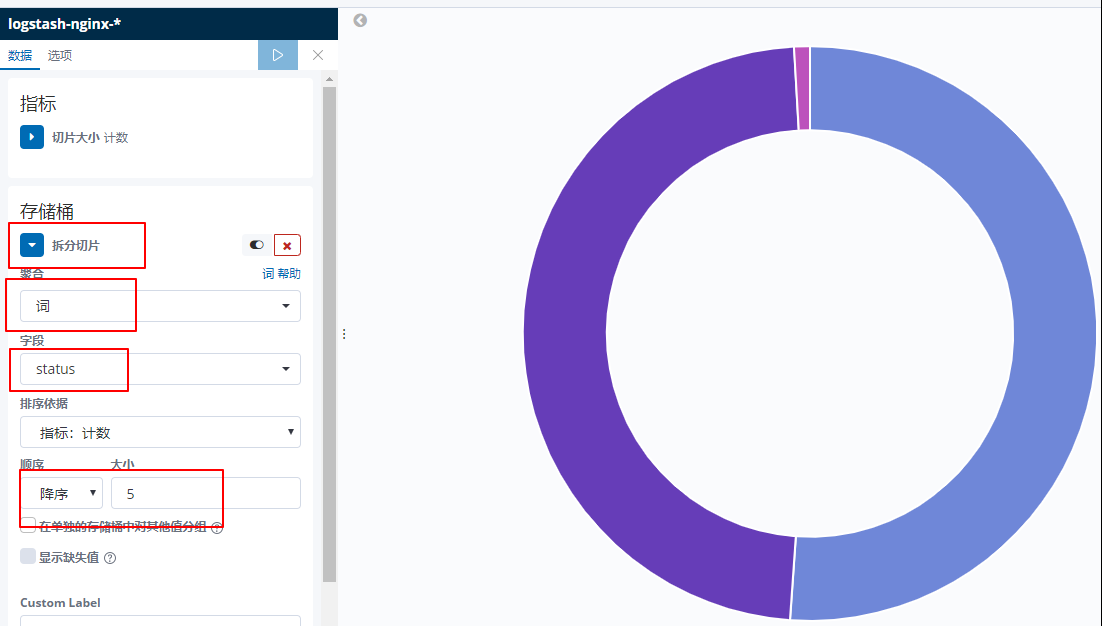 logstash-nginx-*
数据 选项
指标
切片大小 计数
存储桶
拆分切片
聚合 词 帮助
词
字段
status
排序依据
指标：计数
顺序 大小
降序 5
在单独的存储桶中对其他值分组
显示缺失值
Custom Label